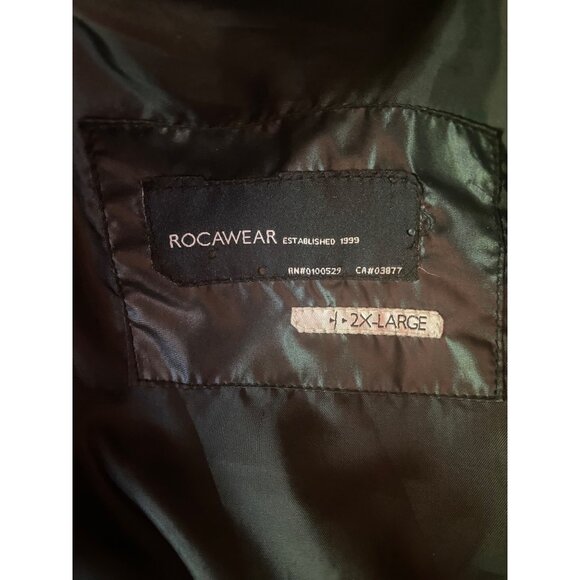 ROCAWEAR ESTABLISHED 1999
RN#0100529 CA#03877
2X-LARGE